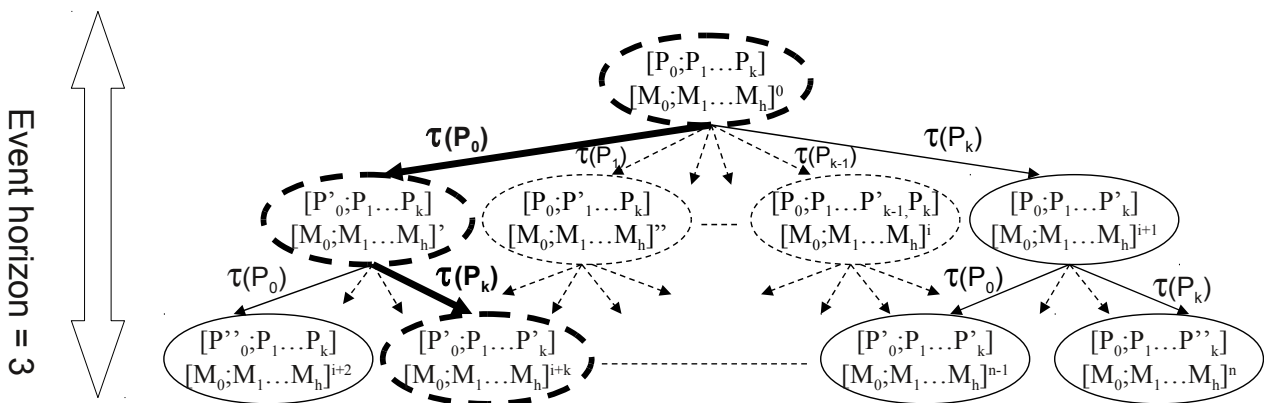 Event horizon = 3
[P₀;P₁…Pₖ]
[M₀;M₁…Mₕ]⁰
τ(P₀)
τ(P₁)
τ(Pₖ₋₁)
τ(Pₖ)
[P'₀;P₁…Pₖ]
[M₀;M₁…Mₕ]'
[P₀;P'₁…Pₖ]
[M₀;M₁…Mₕ]''
[P₀;P₁…P'ₖ₋₁,Pₖ]
[M₀;M₁…Mₕ]ⁱ
[P₀;P₁…P'ₖ]
[M₀;M₁…Mₕ]ⁱ⁺¹
τ(P₀)
τ(Pₖ)
τ(P₀)
τ(Pₖ)
[P''₀;P₁…Pₖ]
[M₀;M₁…Mₕ]ⁱ⁺²
[P'₀;P₁…P'ₖ]
[M₀;M₁…Mₕ]ⁱ⁺ᵏ
[P'₀;P₁…P'ₖ]
[M₀;M₁…Mₕ]ⁿ⁻¹
[P₀;P₁…P''ₖ]
[M₀;M₁…Mₕ]ⁿ